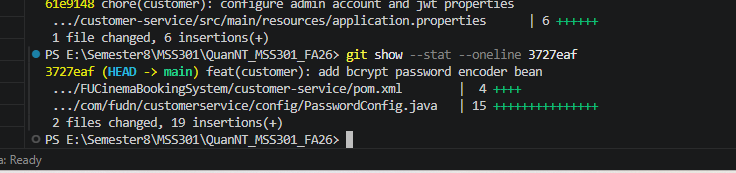 61e9148 chore(customer): configure admin account and jwt properties
.../customer-service/src/main/resources/application.properties | 6 ++++++
1 file changed, 6 insertions(+)
PS E:\Semester8\MSS301\QuanNT_MSS301_FA26> git show --stat --oneline 3727eaf
3727eaf (HEAD -> main) feat(customer): add bcrypt password encoder bean
.../FUCinemaBookingSystem/customer-service/pom.xml | 4 ++++
.../com/fudn/customerservice/config/PasswordConfig.java | 15 +++++++++++++++
2 files changed, 19 insertions(+)
PS E:\Semester8\MSS301\QuanNT_MSS301_FA26>
a: Ready